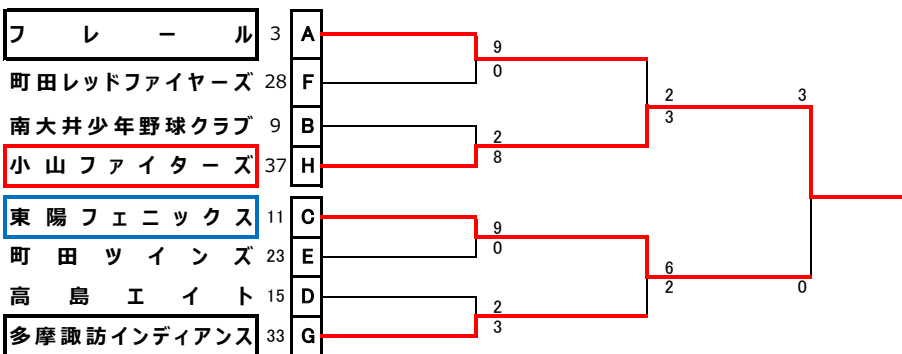 フレール 3 A
9
町田レッドファイヤーズ 28 F
0
2 3
南大井少年野球クラブ 9 B
3
2
小山ファイターズ 37 H
8
東陽フェニックス 11 C
9
町田ツインズ 23 E
0
6
高島エイト 15 D
2 0
2
多摩諏訪インディアンス 33 G
3